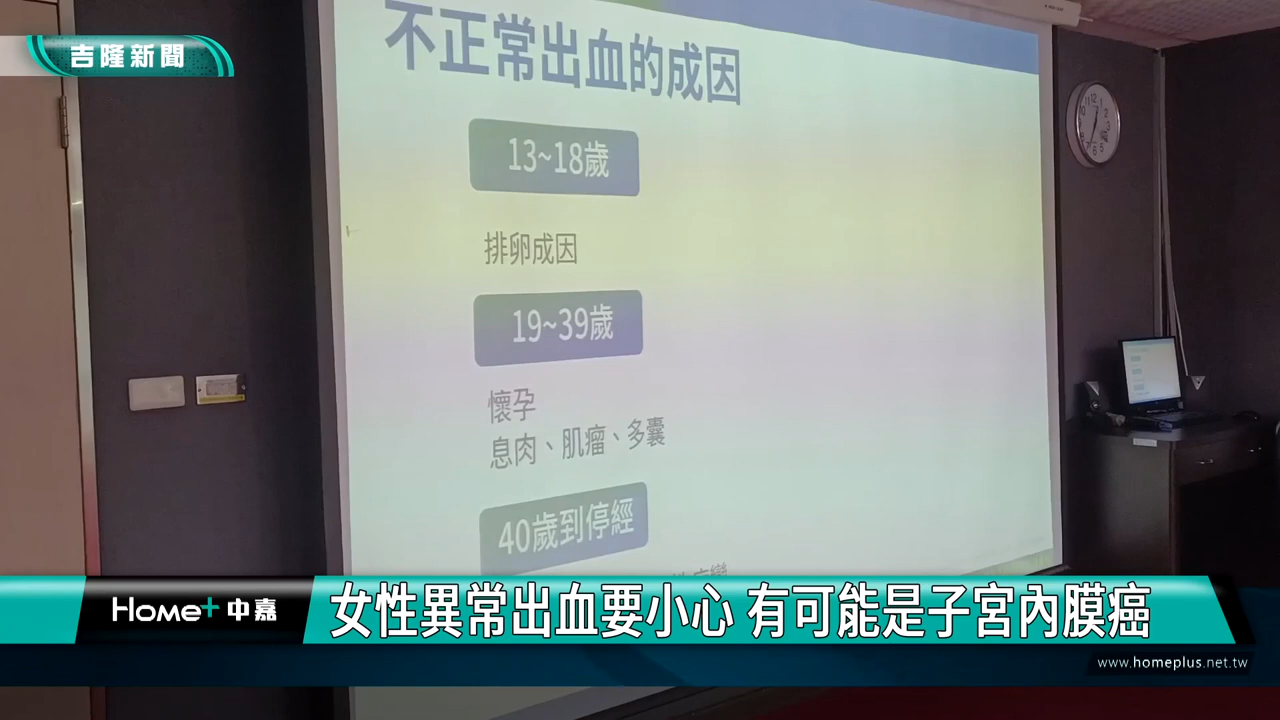 吉隆新聞
不正常出血的成因
13~18歲
排卵成因
19~39歲
懷孕
息肉、肌瘤、多囊
40歲到停經
Home+ 中嘉
女性異常出血要小心 有可能是子宮內膜癌
www.homeplus.net.tw